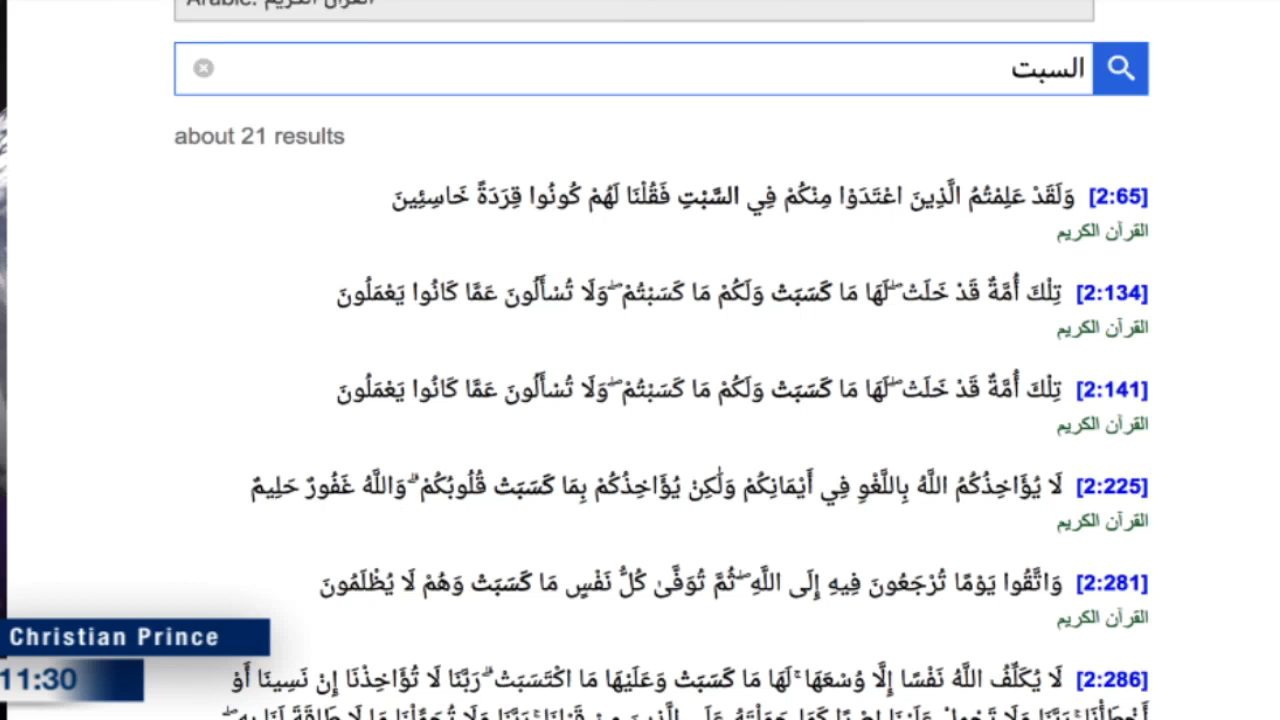 Arabic: القرآن الكريم
السبت
about 21 results
[2:65] وَلَقَدْ عَلِمْتُمُ الَّذِينَ اعْتَدَوْا مِنْكُمْ فِي السَّبْتِ فَقُلْنَا لَهُمْ كُونُوا قِرَدَةً خَاسِئِينَ
القرآن الكريم
[2:134] تِلْكَ أُمَّةٌ قَدْ خَلَتْ ۖ لَهَا مَا كَسَبَتْ وَلَكُمْ مَا كَسَبْتُمْ ۖ وَلَا تُسْأَلُونَ عَمَّا كَانُوا يَعْمَلُونَ
القرآن الكريم
[2:141] تِلْكَ أُمَّةٌ قَدْ خَلَتْ ۖ لَهَا مَا كَسَبَتْ وَلَكُمْ مَا كَسَبْتُمْ ۖ وَلَا تُسْأَلُونَ عَمَّا كَانُوا يَعْمَلُونَ
القرآن الكريم
[2:225] لَا يُؤَاخِذُكُمُ اللَّهُ بِاللَّغْوِ فِي أَيْمَانِكُمْ وَلَٰكِنْ يُؤَاخِذُكُمْ بِمَا كَسَبَتْ قُلُوبُكُمْ ۗ وَاللَّهُ غَفُورٌ حَلِيمٌ
القرآن الكريم
[2:281] وَاتَّقُوا يَوْمًا تُرْجَعُونَ فِيهِ إِلَى اللَّهِ ۖ ثُمَّ تُوَفَّىٰ كُلُّ نَفْسٍ مَا كَسَبَتْ وَهُمْ لَا يُظْلَمُونَ
القرآن الكريم
Christian Prince
11:30
[2:286] لَا يُكَلِّفُ اللَّهُ نَفْسًا إِلَّا وُسْعَهَا ۚ لَهَا مَا كَسَبَتْ وَعَلَيْهَا مَا اكْتَسَبَتْ ۗ رَبَّنَا لَا تُؤَاخِذْنَا إِنْ نَسِينَا أَوْ